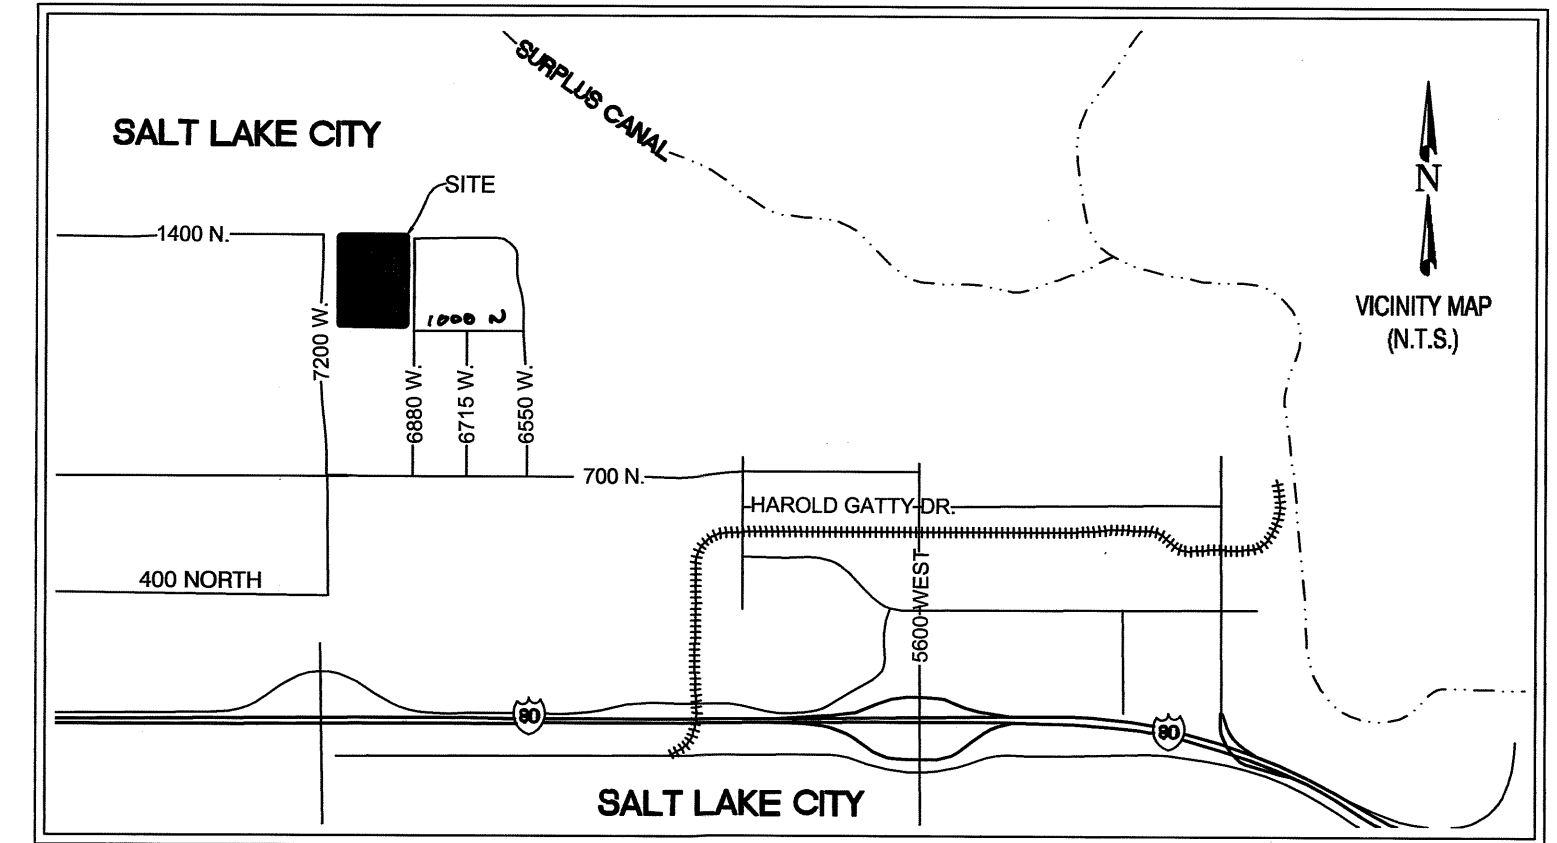 SURPLUS CANAL
SALT LAKE CITY
SITE
1400 N.
N
VICINITY MAP
(N.T.S.)
1000 N
7200 W.
6880 W.
6715 W.
6550 W.
700 N.
HAROLD GATTY DR.
400 NORTH
5600 WEST
80
80
SALT LAKE CITY